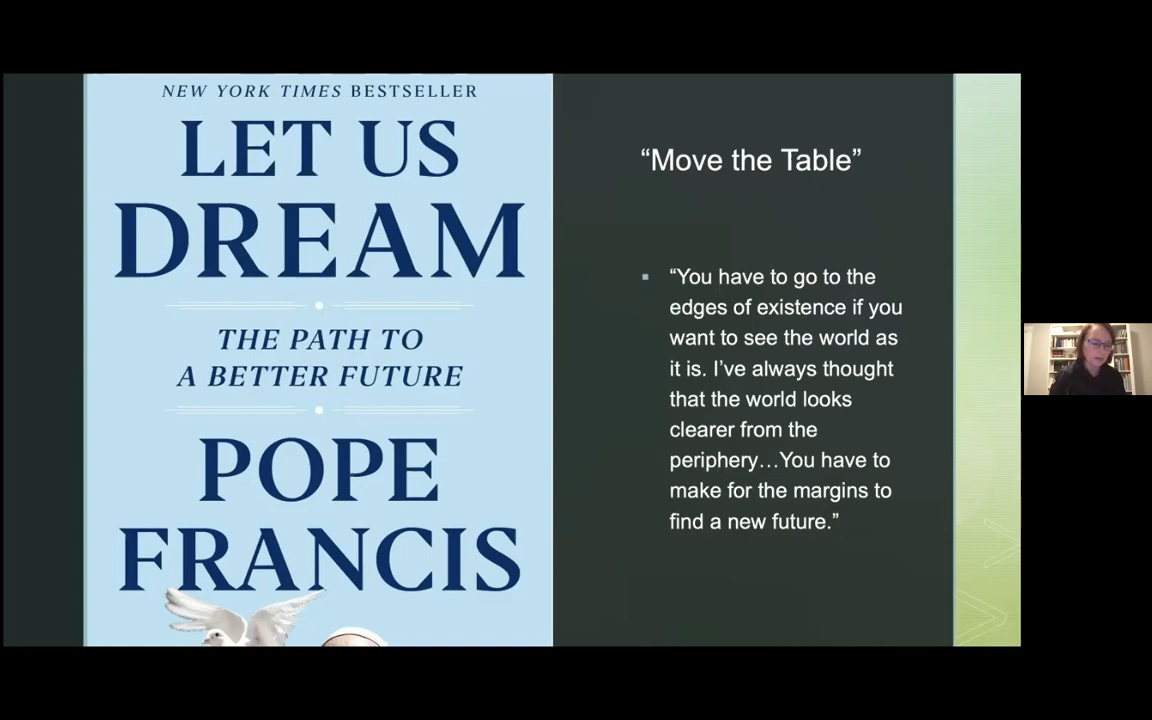 NEW YORK TIMES BESTSELLER
LET US
DREAM
THE PATH TO
A BETTER FUTURE
POPE
FRANCIS
“Move the Table”
“You have to go to the
edges of existence if you
want to see the world as
it is. I’ve always thought
that the world looks
clearer from the
periphery…You have to
make for the margins to
find a new future.”